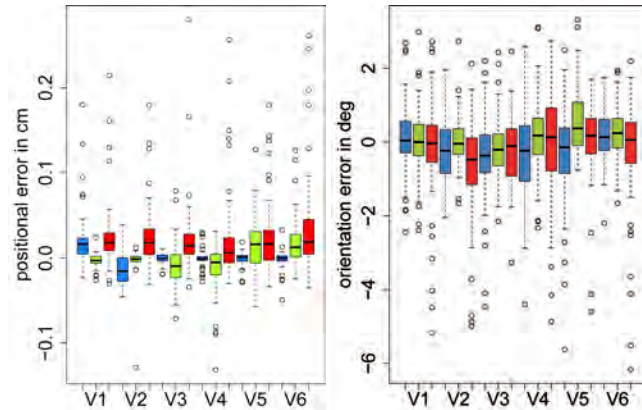 positional error in cm
0.2
0.1
0.0
−0.1
V1 V2 V3 V4 V5 V6
orientation error in deg
2
0
−2
−4
−6
V1 V2 V3 V4 V5 V6